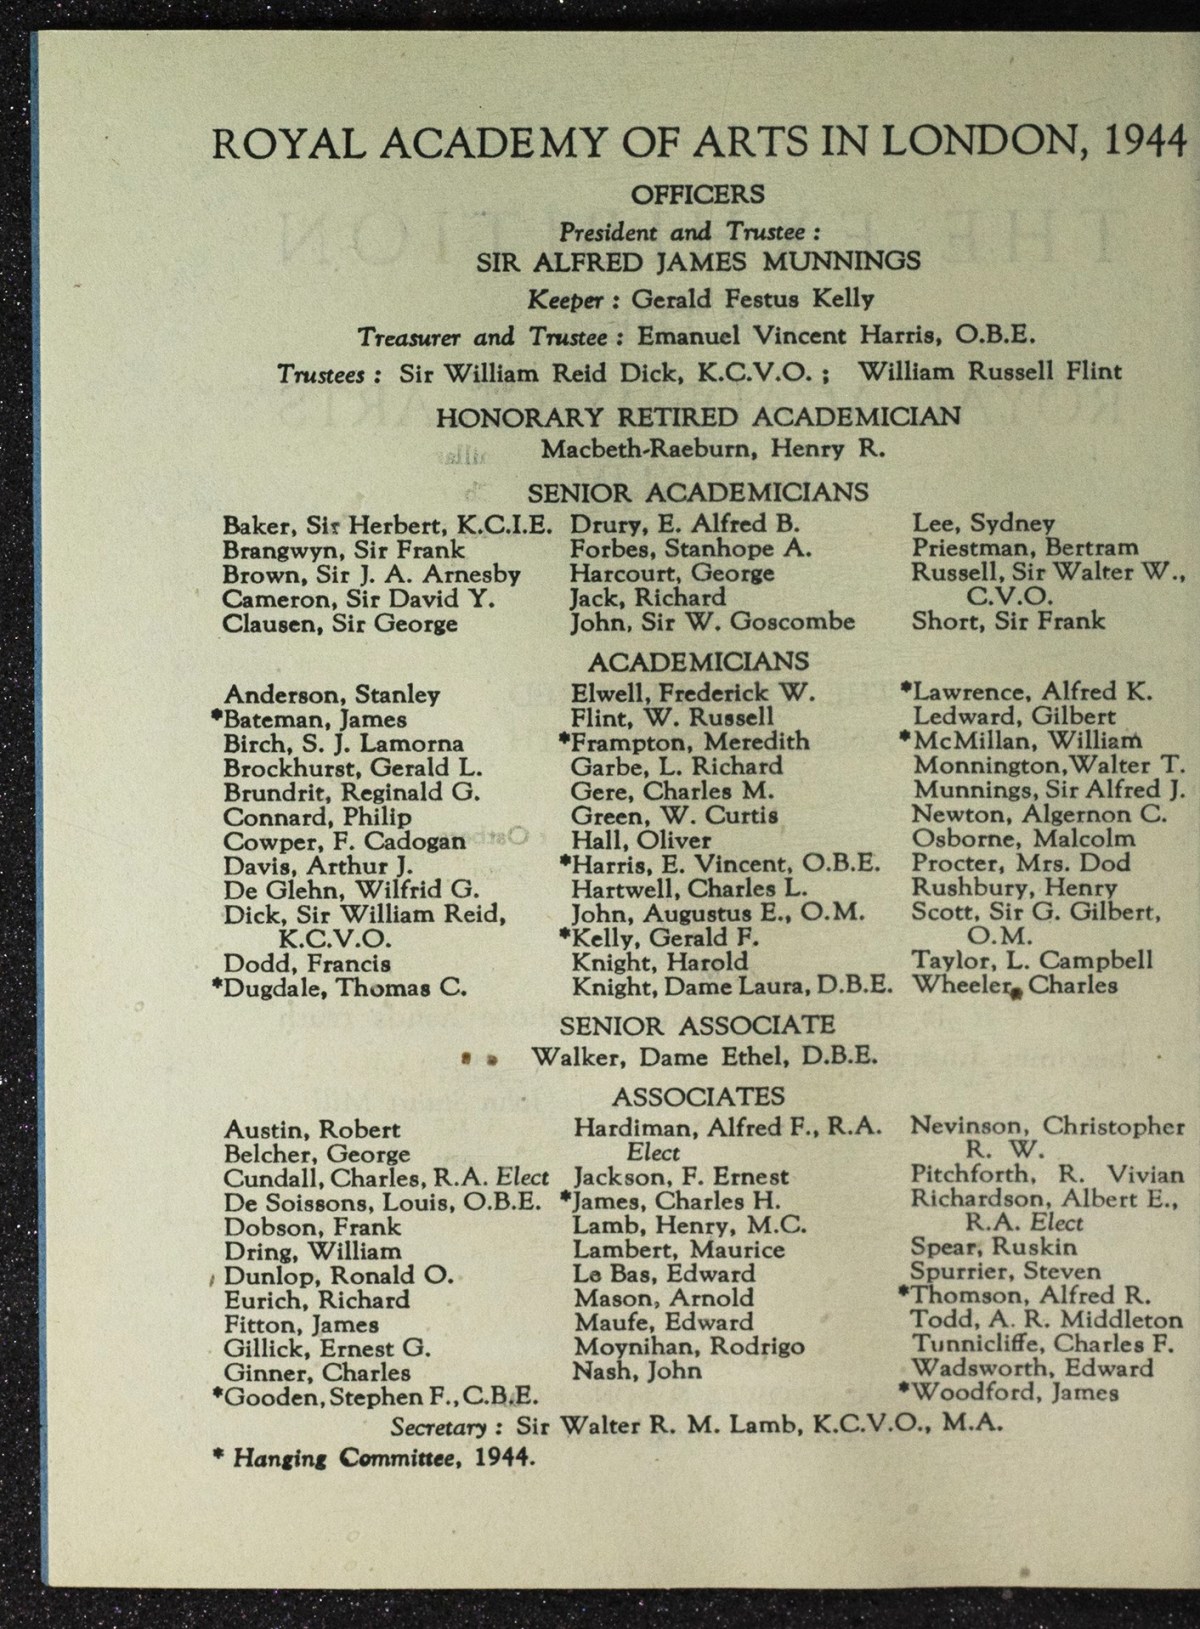 ROYAL ACADEMY OF ARTS IN LONDON, 1944
OFFICERS
President and Trustee :
SIR ALFRED JAMES MUNNINGS
Keeper : Gerald Festus Kelly
Treasurer and Trustee : Emanuel Vincent Harris, O.B.E.
Trustees : Sir William Reid Dick, K.C.V.O. ; William Russell Flint
HONORARY RETIRED ACADEMICIAN
Macbeth-Raeburn, Henry R.
SENIOR ACADEMICIANS
Baker, Sir Herbert, K.C.I.E.
Brangwyn, Sir Frank
Brown, Sir J. A. Arnesby
Cameron, Sir David Y.
Clausen, Sir George
Drury, E. Alfred B.
Forbes, Stanhope A.
Harcourt, George
Jack, Richard
John, Sir W. Goscombe
Lee, Sydney
Priestman, Bertram
Russell, Sir Walter W.,
C.V.O.
Short, Sir Frank
ACADEMICIANS
Anderson, Stanley
*Bateman, James
Birch, S. J. Lamorna
Brockhurst, Gerald L.
Brundrit, Reginald G.
Connard, Philip
Cowper, F. Cadogan
Davis, Arthur J.
De Glehn, Wilfrid G.
Dick, Sir William Reid,
K.C.V.O.
Dodd, Francis
*Dugdale, Thomas C.
Elwell, Frederick W.
Flint, W. Russell
*Frampton, Meredith
Garbe, L. Richard
Gere, Charles M.
Green, W. Curtis
Hall, Oliver
*Harris, E. Vincent, O.B.E.
Hartwell, Charles L.
John, Augustus E., O.M.
*Kelly, Gerald F.
Knight, Harold
Knight, Dame Laura, D.B.E.
*Lawrence, Alfred K.
Ledward, Gilbert
*McMillan, William
Monnington, Walter T.
Munnings, Sir Alfred J.
Newton, Algernon C.
Osborne, Malcolm
Procter, Mrs. Dod
Rushbury, Henry
Scott, Sir G. Gilbert,
O.M.
Taylor, L. Campbell
Wheeler, Charles
SENIOR ASSOCIATE
Walker, Dame Ethel, D.B.E.
ASSOCIATES
Austin, Robert
Belcher, George
Cundall, Charles, R.A. Elect
De Soissons, Louis, O.B.E.
Dobson, Frank
Dring, William
Dunlop, Ronald O.
Eurich, Richard
Fitton, James
Gillick, Ernest G.
Ginner, Charles
*Gooden, Stephen F., C.B.E.
Hardiman, Alfred F., R.A.
Elect
Jackson, F. Ernest
*James, Charles H.
Lamb, Henry, M.C.
Lambert, Maurice
Le Bas, Edward
Mason, Arnold
Maufe, Edward
Moynihan, Rodrigo
Nash, John
Nevinson, Christopher
R. W.
Pitchforth, R. Vivian
Richardson, Albert E.,
R.A. Elect
Spear, Ruskin
Spurrier, Steven
*Thomson, Alfred R.
Todd, A. R. Middleton
Tunnicliffe, Charles F.
Wadsworth, Edward
*Woodford, James
Secretary : Sir Walter R. M. Lamb, K.C.V.O., M.A.
* Hanging Committee, 1944.